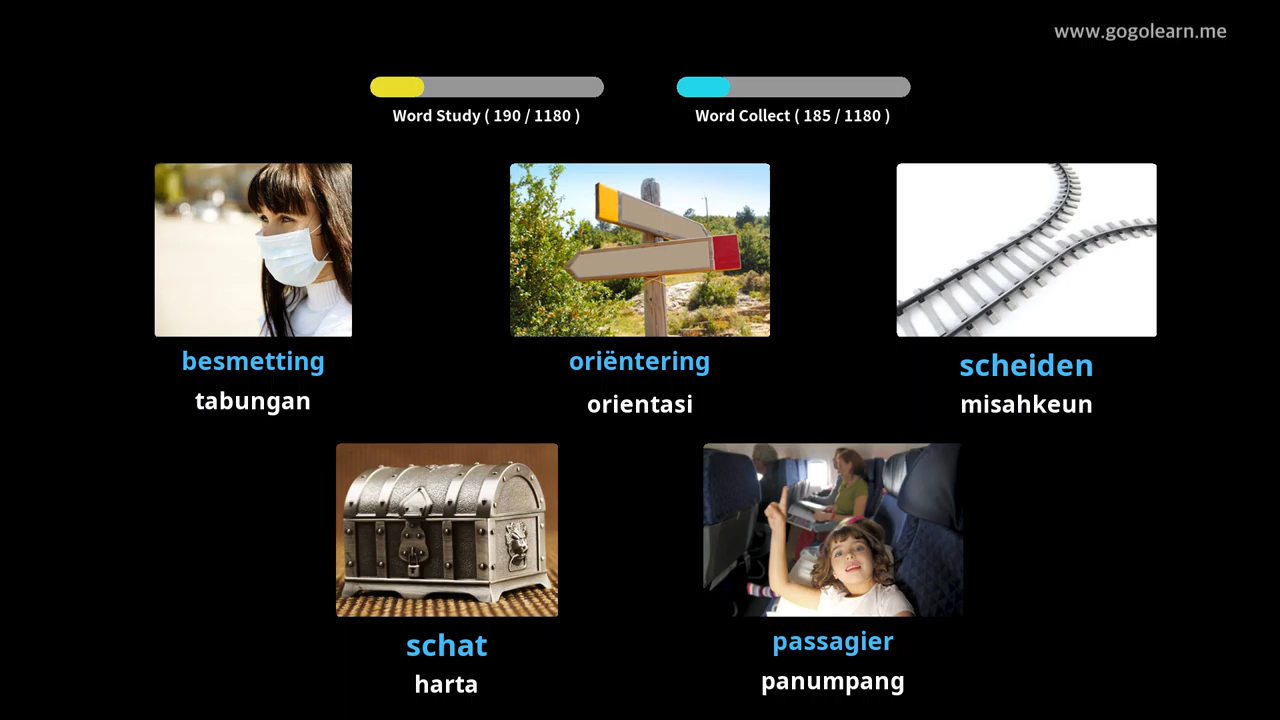 www.gogolearn.me
Word Study ( 190 / 1180 )
Word Collect ( 185 / 1180 )
besmetting
tabungan
oriëntering
orientasi
scheiden
misahkeun
schat
harta
passagier
panumpang